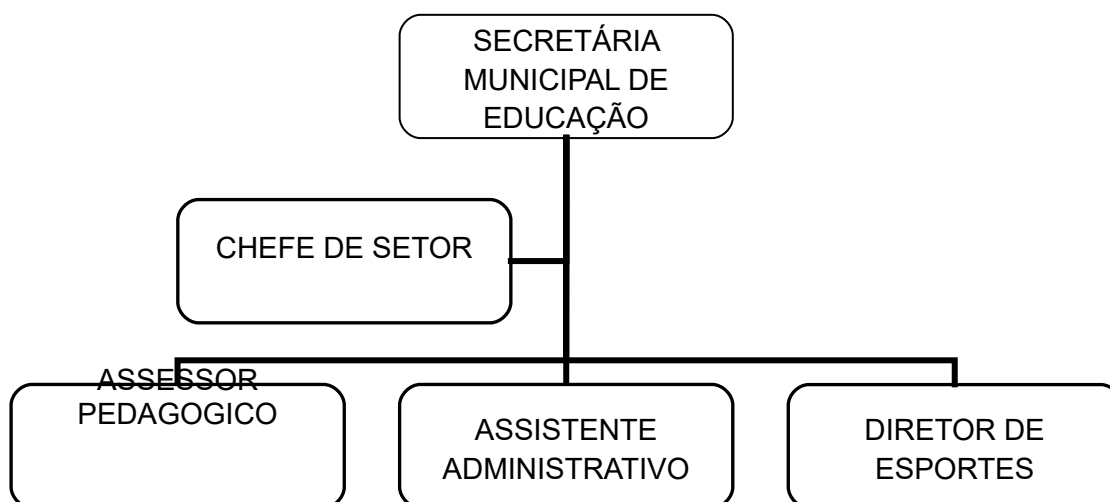 SECRETÁRIA
MUNICIPAL DE
EDUCAÇÃO
CHEFE DE SETOR
ASSESSOR
PEDAGOGICO
ASSISTENTE
ADMINISTRATIVO
DIRETOR DE
ESPORTES